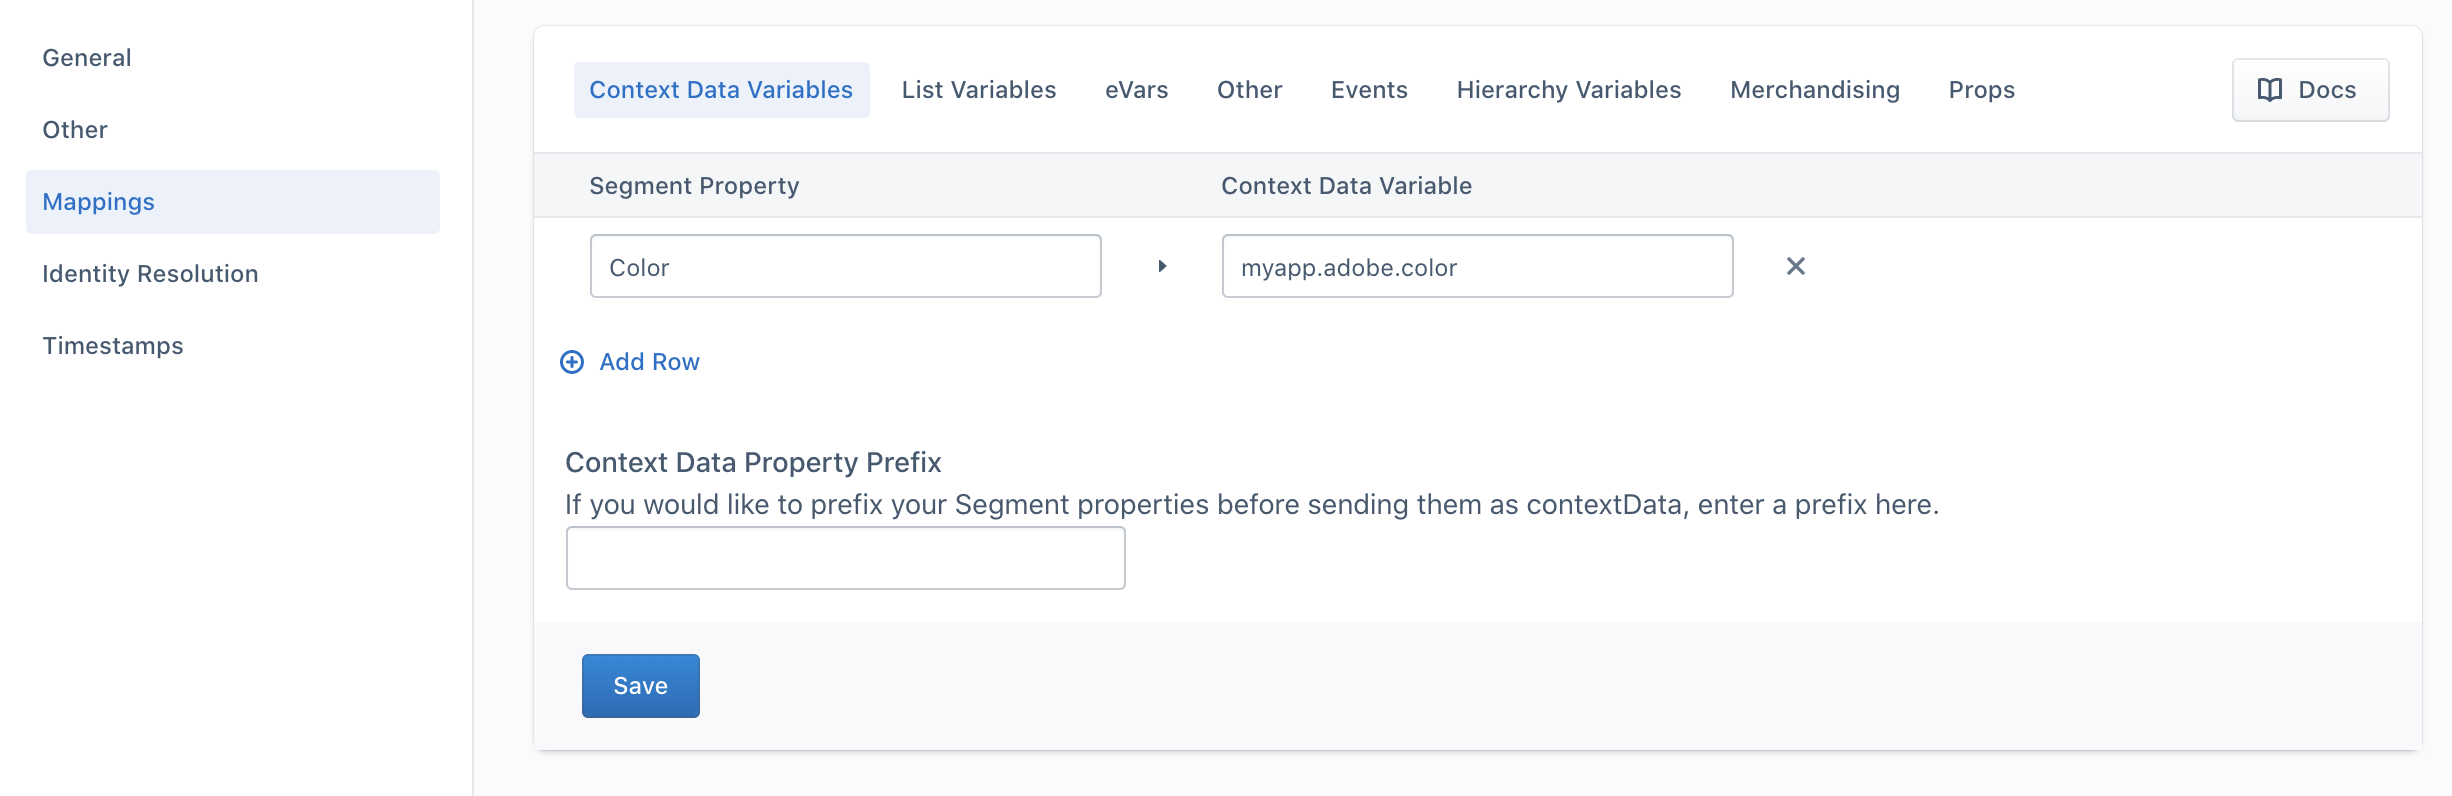 General
Other
Mappings
Identity Resolution
Timestamps
Context Data Variables List Variables eVars Other Events Hierarchy Variables Merchandising Props Docs
Segment Property Context Data Variable
Color myapp.adobe.color
Add Row
Context Data Property Prefix
If you would like to prefix your Segment properties before sending them as contextData, enter a prefix here.
Save